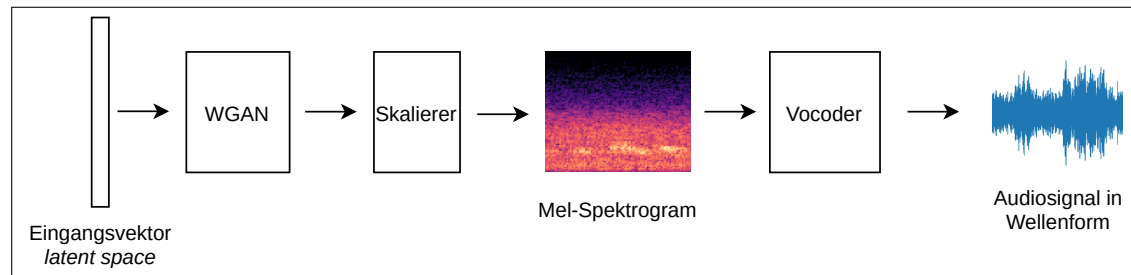 WGAN
Skalierer
Vocoder
Eingangsvektor
latent space
Mel-Spektrogram
Audiosignal in
Wellenform